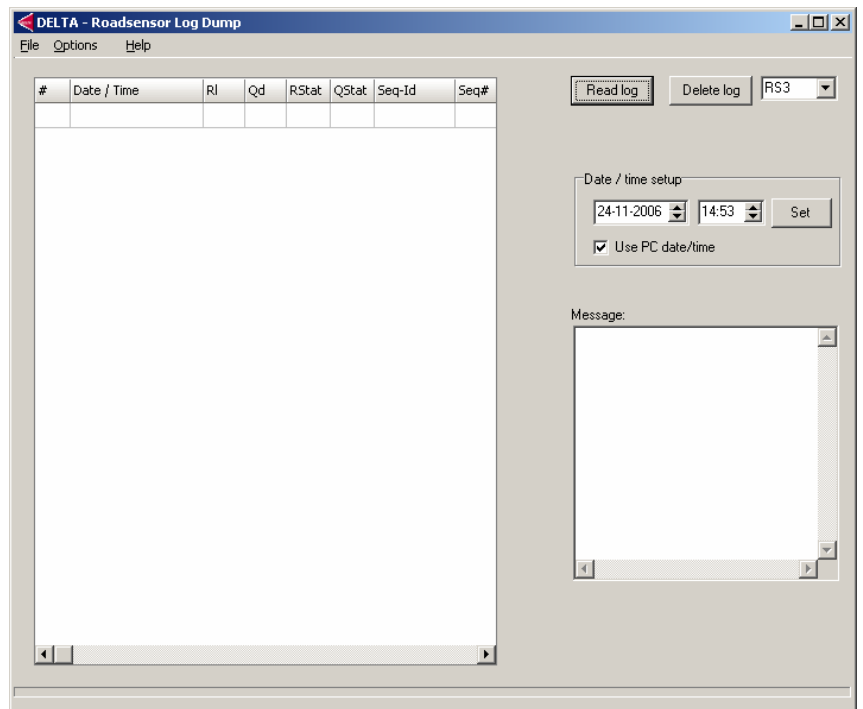 DELTA - Roadsensor Log Dump
File Options Help
# Date / Time Rl Qd RStat QStat Seq-Id Seq#
Read log Delete log RS3
Date / time setup
24-11-2006 14:53 Set
Use PC date/time
Message: